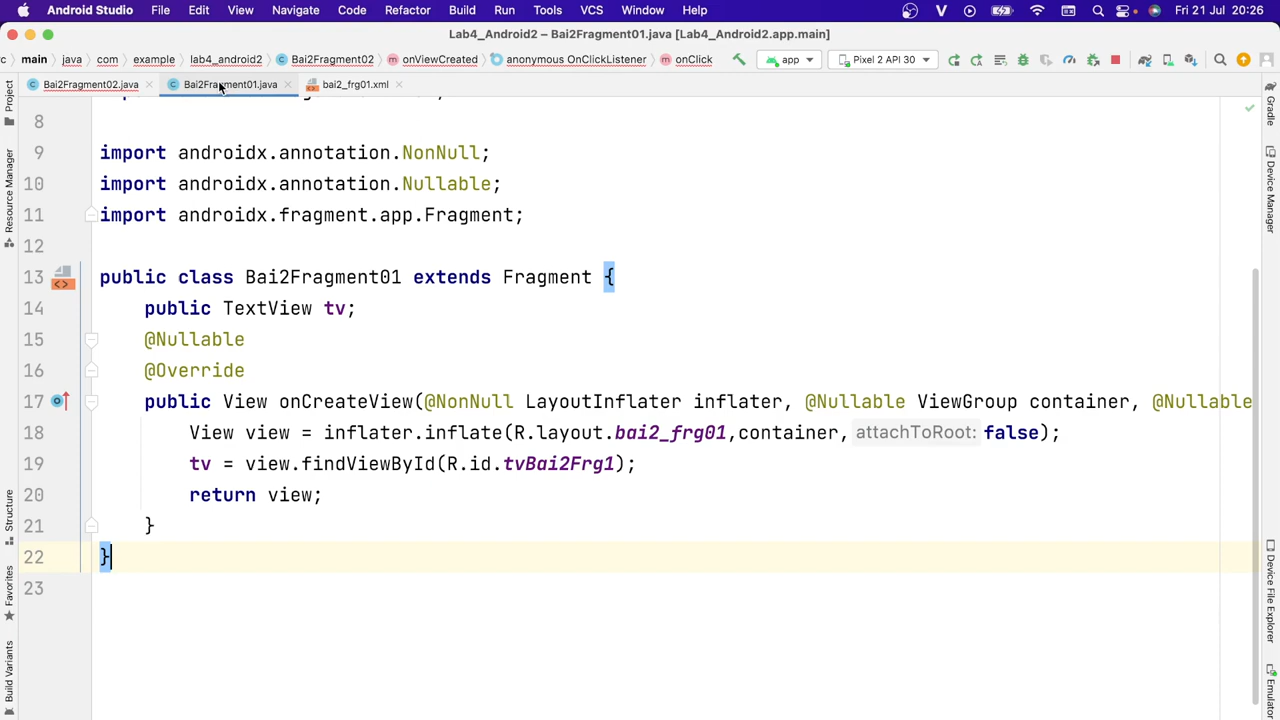 Android Studio File Edit View Navigate Code Refactor Build Run Tools VCS Window Help Fri 21 Jul 20:26
Lab4_Android2 – Bai2Fragment01.java [Lab4_Android2.app.main]
main java com example lab4_android2 Bai2Fragment02 onViewCreated anonymous OnClickListener onClick app Pixel 2 API 30
Bai2Fragment02.java Bai2Fragment01.java bai2_frg01.xml
Project
Resource Manager
Structure
Favorites
Build Variants
8
9 import androidx.annotation.NonNull;
10 import androidx.annotation.Nullable;
11 import androidx.fragment.app.Fragment;
12
13 public class Bai2Fragment01 extends Fragment {
14 public TextView tv;
15 @Nullable
16 @Override
17 public View onCreateView(@NonNull LayoutInflater inflater, @Nullable ViewGroup container, @Nullable
18 View view = inflater.inflate(R.layout.bai2_frg01,container, attachToRoot: false);
19 tv = view.findViewById(R.id.tvBai2Frg1);
20 return view;
21 }
22 }
23
Gradle
Device Manager
Device File Explorer